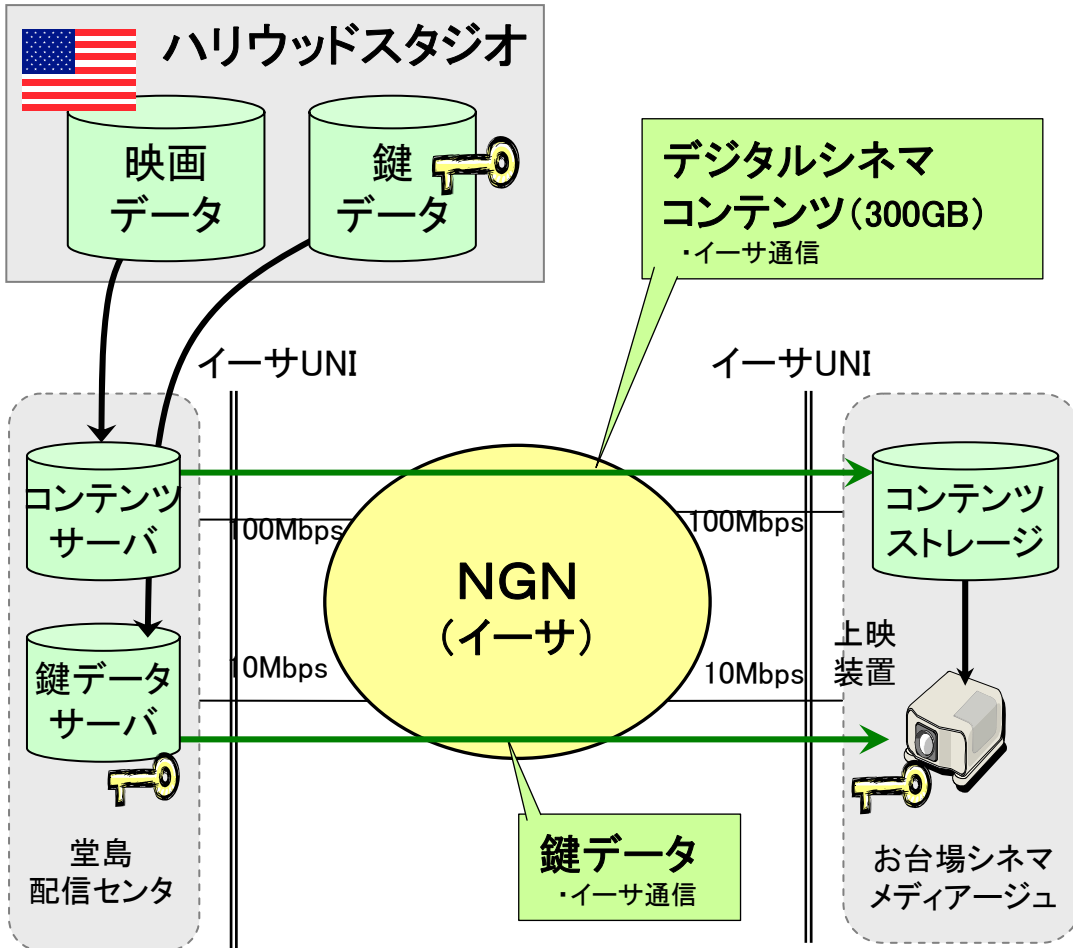 ハリウッドスタジオ
映画
データ
鍵
データ
デジタルシネマ
コンテンツ(300GB)
・イーサ通信
イーサUNI
イーサUNI
コンテンツ
サーバ
100Mbps
100Mbps
コンテンツ
ストレージ
NGN
(イーサ)
鍵データ
サーバ
10Mbps
10Mbps
上映
装置
鍵データ
・イーサ通信
堂島
配信センタ
お台場シネマ
メディアージュ